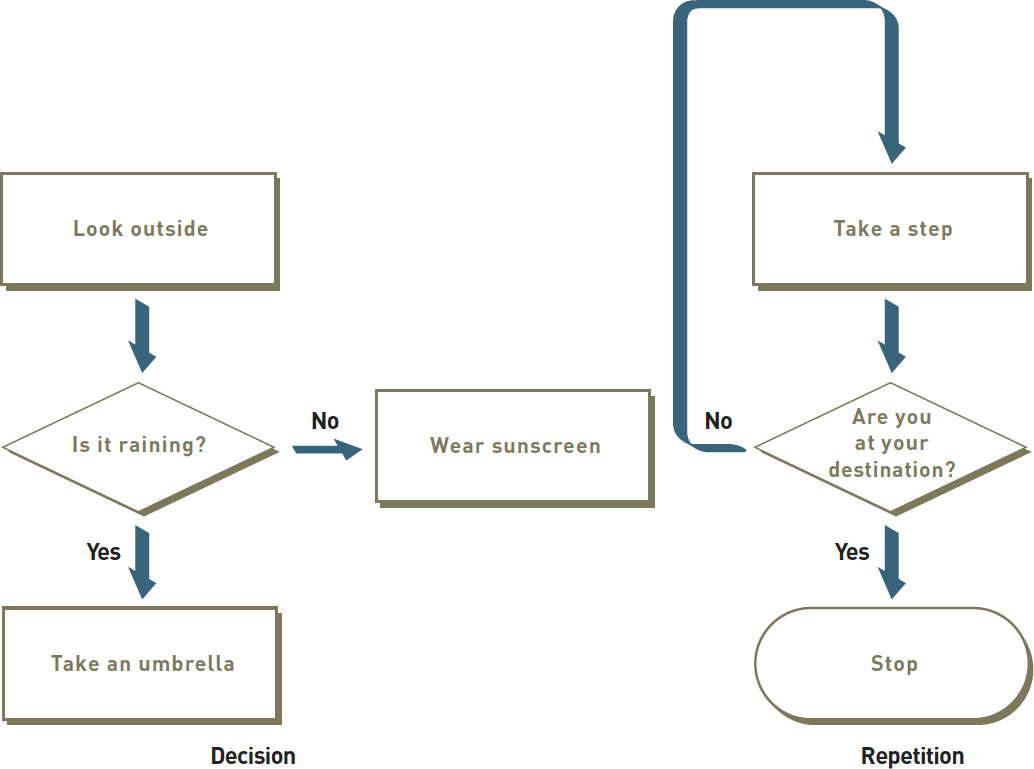 Look outside
Is it raining?
No
Wear sunscreen
Yes
Take an umbrella
Decision
Take a step
No
Are you
at your
destination?
Yes
Stop
Repetition